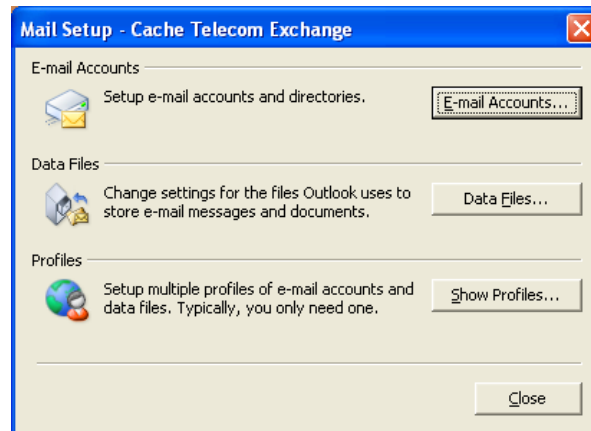 Mail Setup - Cache Telecom Exchange
E-mail Accounts
Setup e-mail accounts and directories.
E-mail Accounts...
Data Files
Change settings for the files Outlook uses to
store e-mail messages and documents.
Data Files...
Profiles
Setup multiple profiles of e-mail accounts and
data files. Typically, you only need one.
Show Profiles...
Close